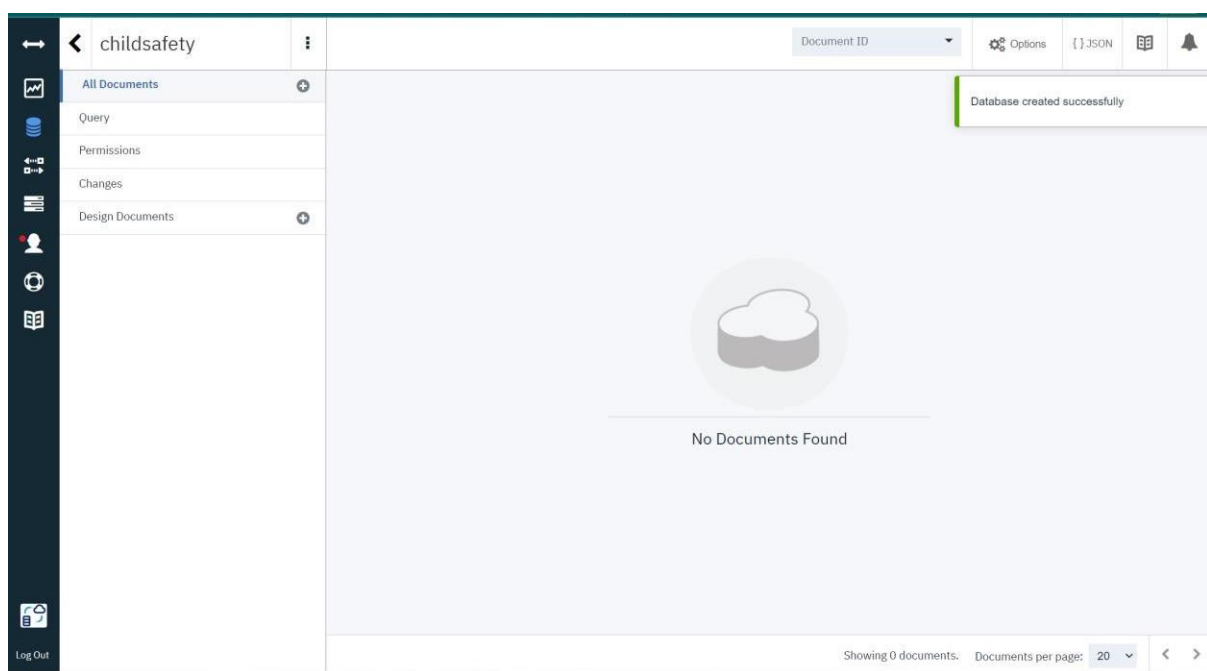 childsafety
Document ID
Options
{ } JSON
All Documents
Database created successfully
Query
Permissions
Changes
Design Documents
No Documents Found
Log Out
Showing 0 documents.
Documents per page: 20